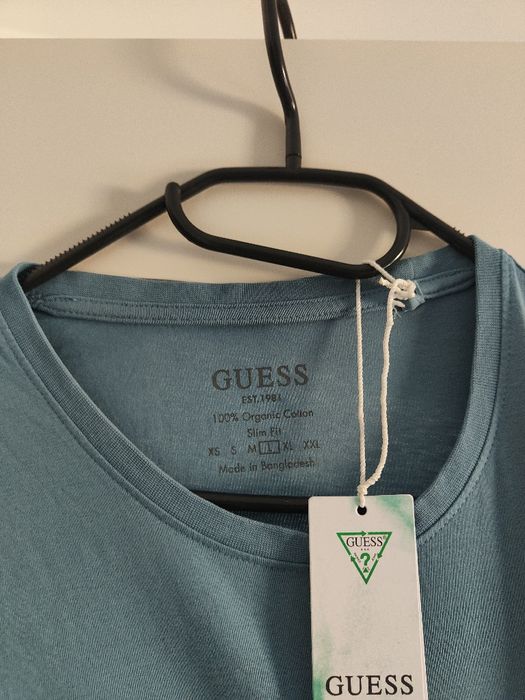 GUESS
EST.1981
100% Organic Cotton
Slim Fit
XS S M L XL XXL
Made in Bangladesh
GUESS
?
GUESS